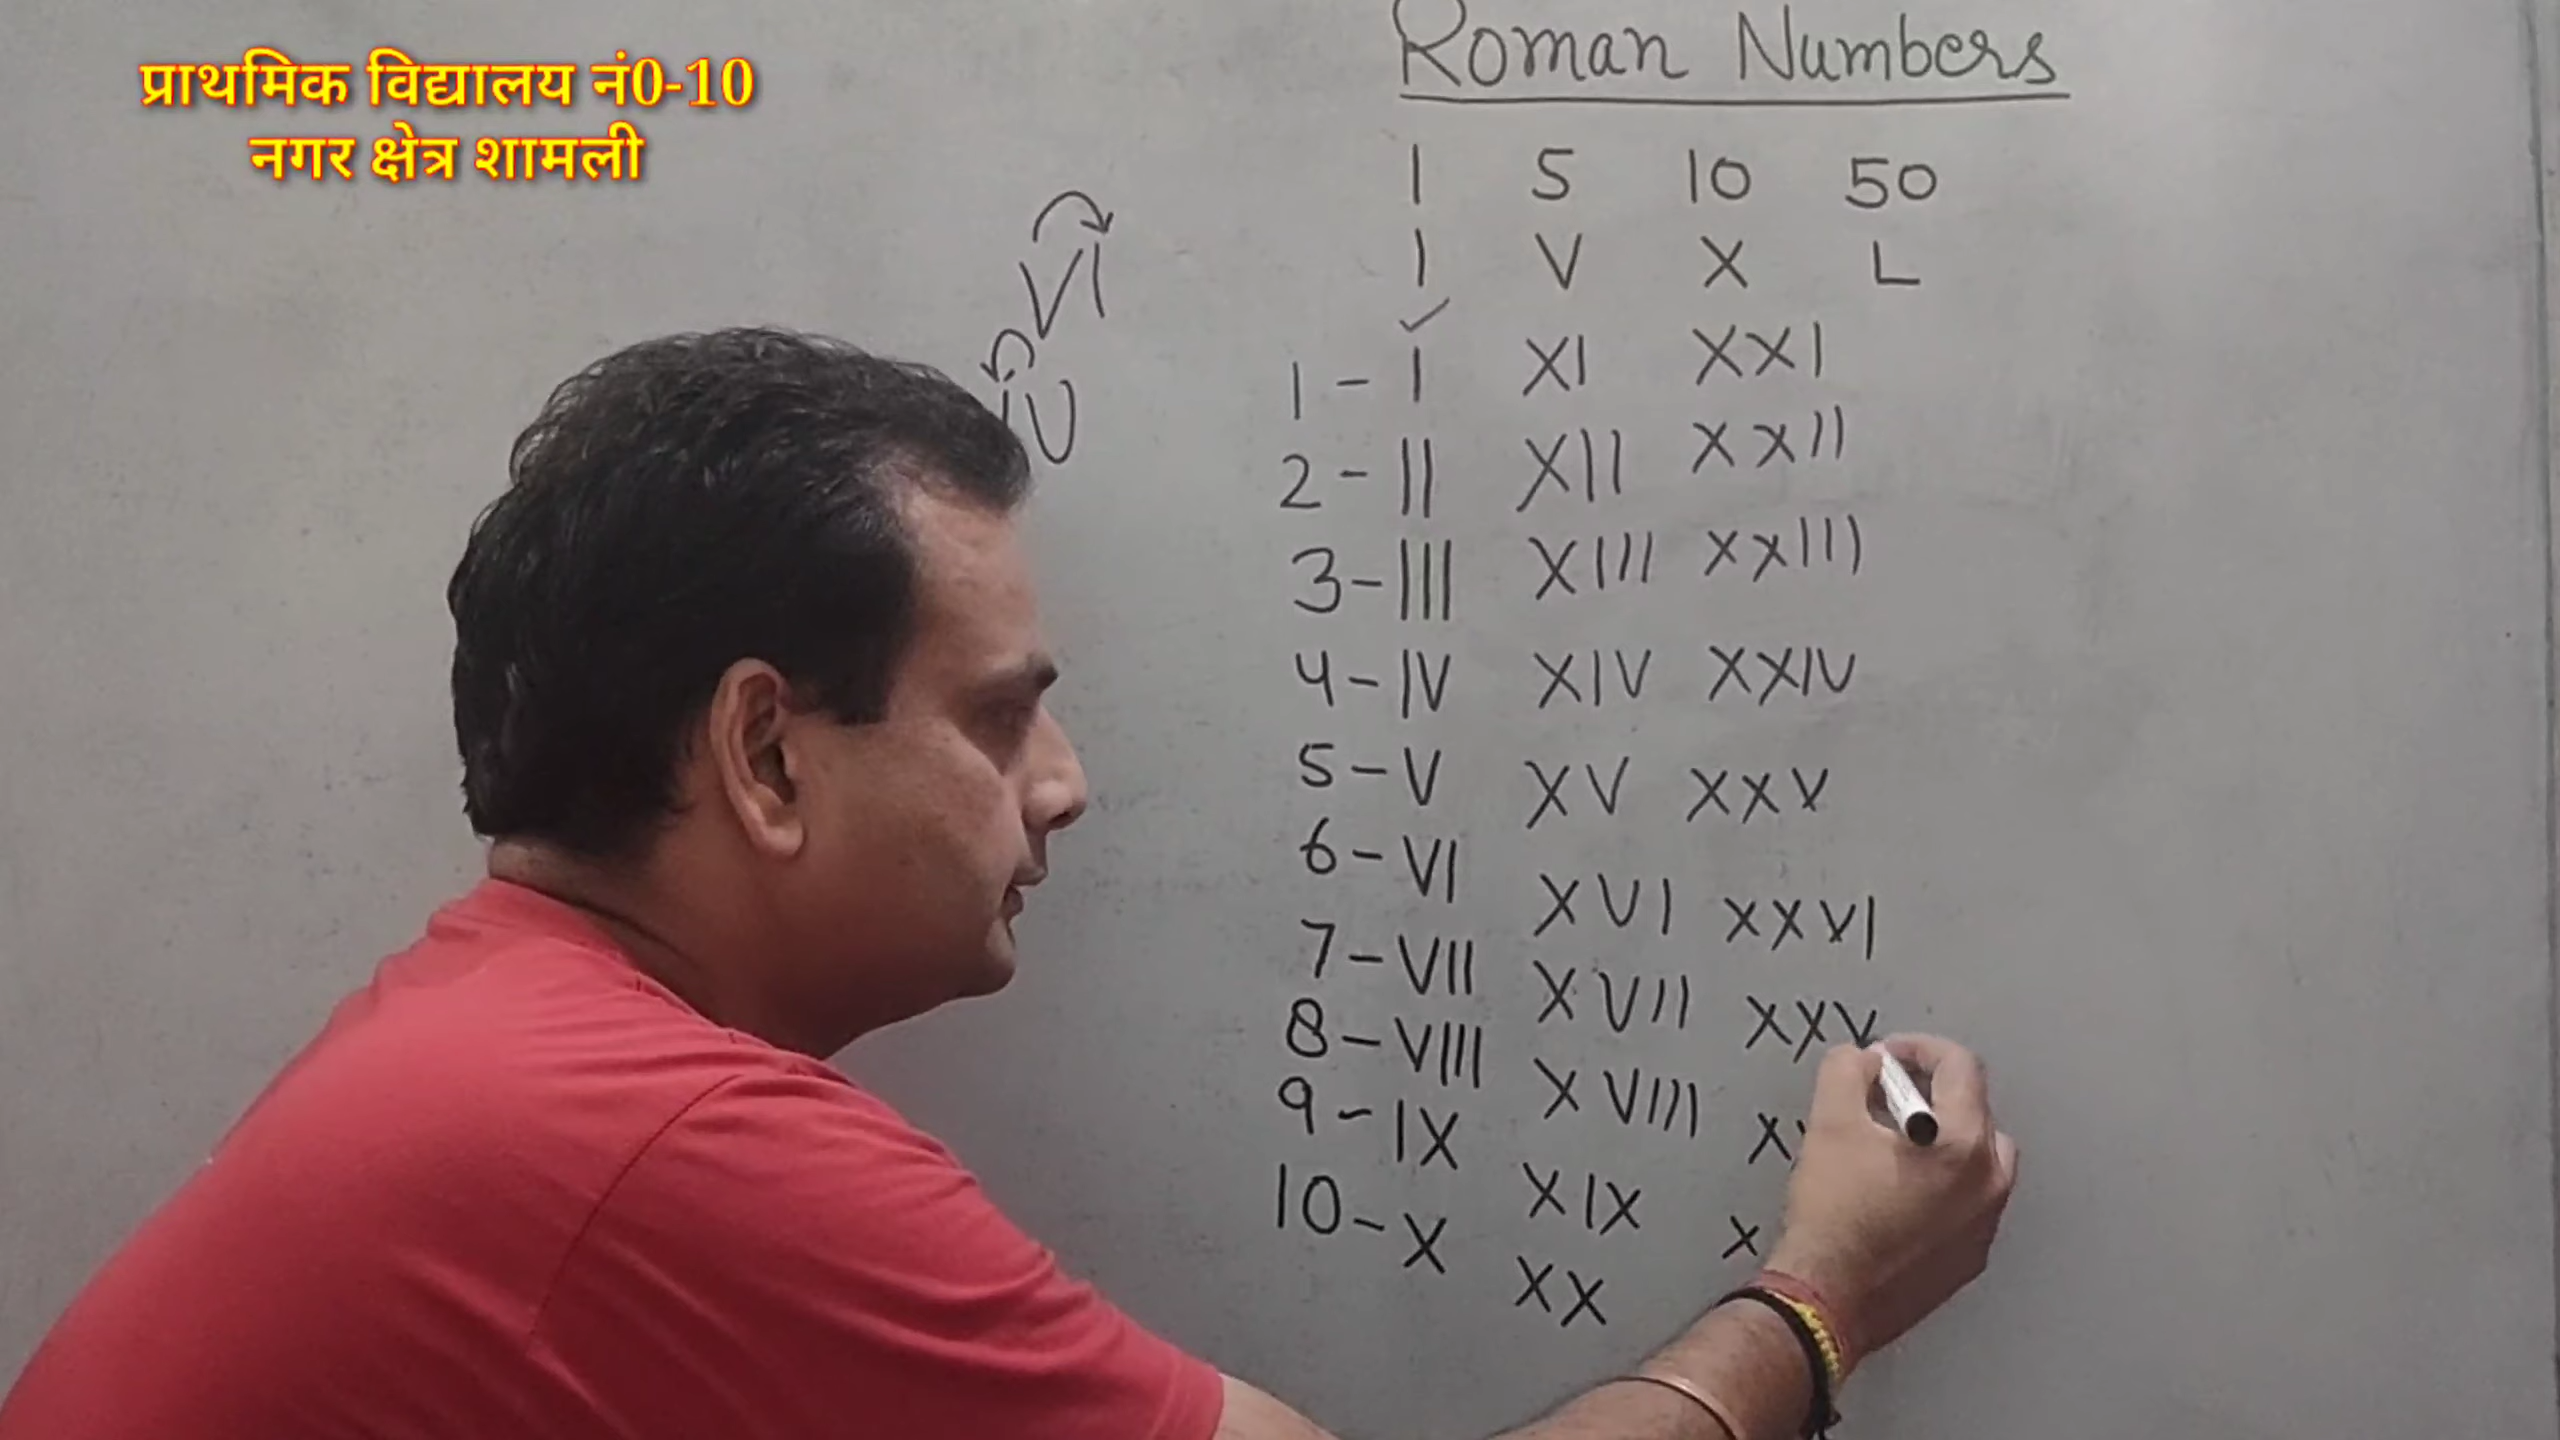 प्राथमिक विद्यालय नं0-10
नगर क्षेत्र शामली
Roman Numbers
1 5 10 50
I V X L
VI
1 - I XI XXI
2 - II XII XXII
3 - III XIII XXIII
4 - IV XIV XXIV
5 - V XV XXV
6 - VI XVI XXVI
7 - VII XVII XXV
8 - VIII XVIII
9 - IX XIX
10 - X XX